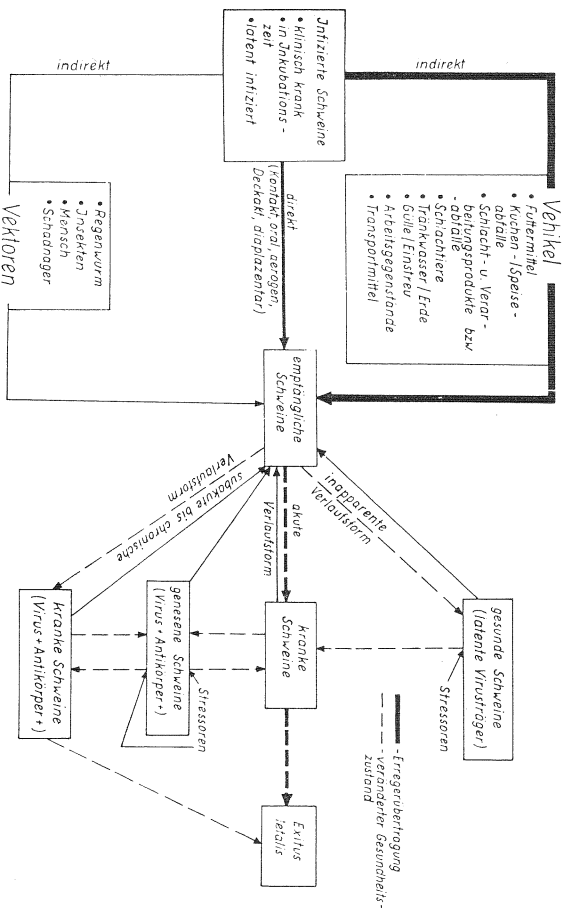 Infizierte Schweine
• klinisch krank
• in Inkubations-
zeit
• latent infiziert
indirekt
indirekt
direkt
(Kontakt, oral, aerogen,
Deckakt, diaplazentar)
Vehikel
• Futtermittel
• Küchen-/Speise-
abfälle
• Schlacht- u. Verar-
beitungsprodukte bzw
-abfälle
• Schlachttiere
• Tränkwasser/Erde
• Gülle/Einstreu
• Arbeitsgegenstände
• Transportmittel
• Regenwurm
• Insekten
• Mensch
• Schadnager
Vektoren
empfängliche
Schweine
inapparente
Verlaufsform
akute
Verlaufsform
subakute bis chronische
Verlaufsform
gesunde Schweine
(latente Virusträger)
Stressoren
kranke
Schweine
genesene Schweine
(Virus + Antikörper +)
Stressoren
kranke Schweine
(Virus + Antikörper +)
Exitus
letalis
- Erregerübertragung
- veränderter Gesundheits-
zustand